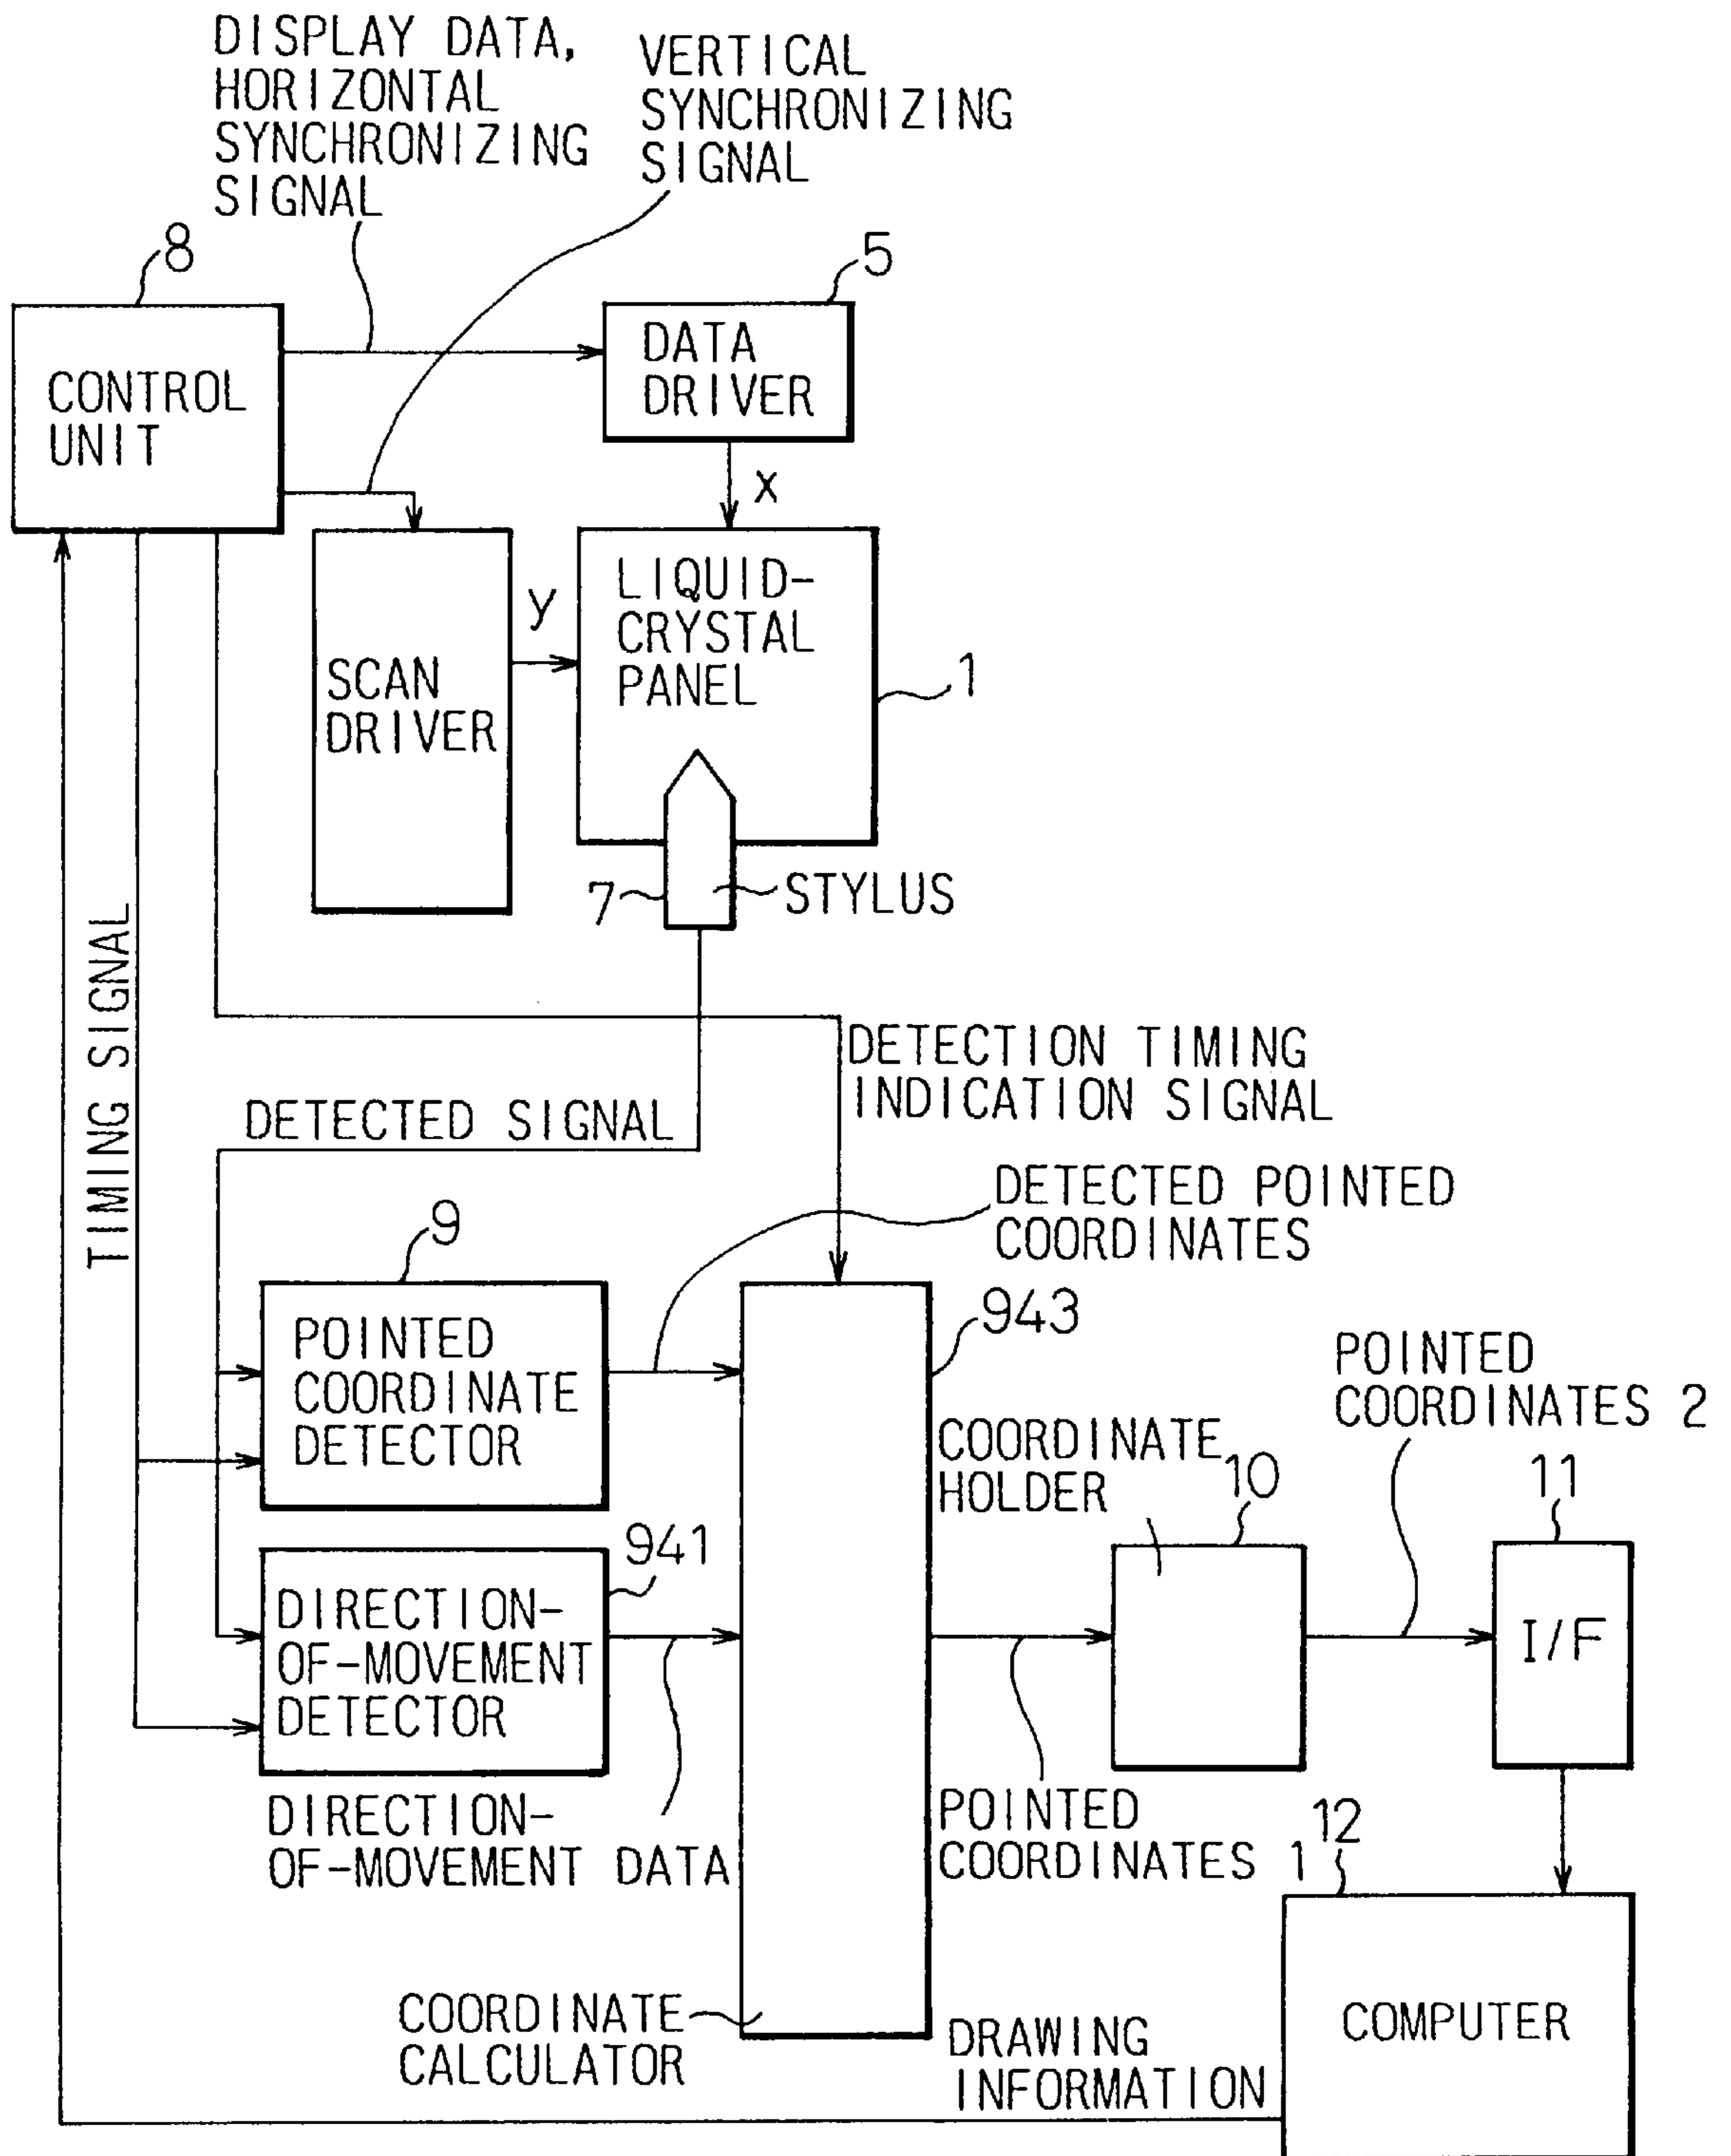 DISPLAY DATA,
HORIZONTAL
SYNCHRONIZING
SIGNAL
VERTICAL
SYNCHRONIZING
SIGNAL
8
5
CONTROL
UNIT
DATA
DRIVER
x
y
LIQUID-
CRYSTAL
PANEL
1
SCAN
DRIVER
7
STYLUS
TIMING SIGNAL
DETECTION TIMING
INDICATION SIGNAL
DETECTED SIGNAL
DETECTED POINTED
COORDINATES
9
943
POINTED
COORDINATE
DETECTOR
POINTED
COORDINATES 2
COORDINATE
HOLDER
10
11
941
DIRECTION-
OF-MOVEMENT
DETECTOR
I/F
DIRECTION-
OF-MOVEMENT DATA
POINTED
COORDINATES 1
12
COORDINATE
CALCULATOR
DRAWING
INFORMATION
COMPUTER